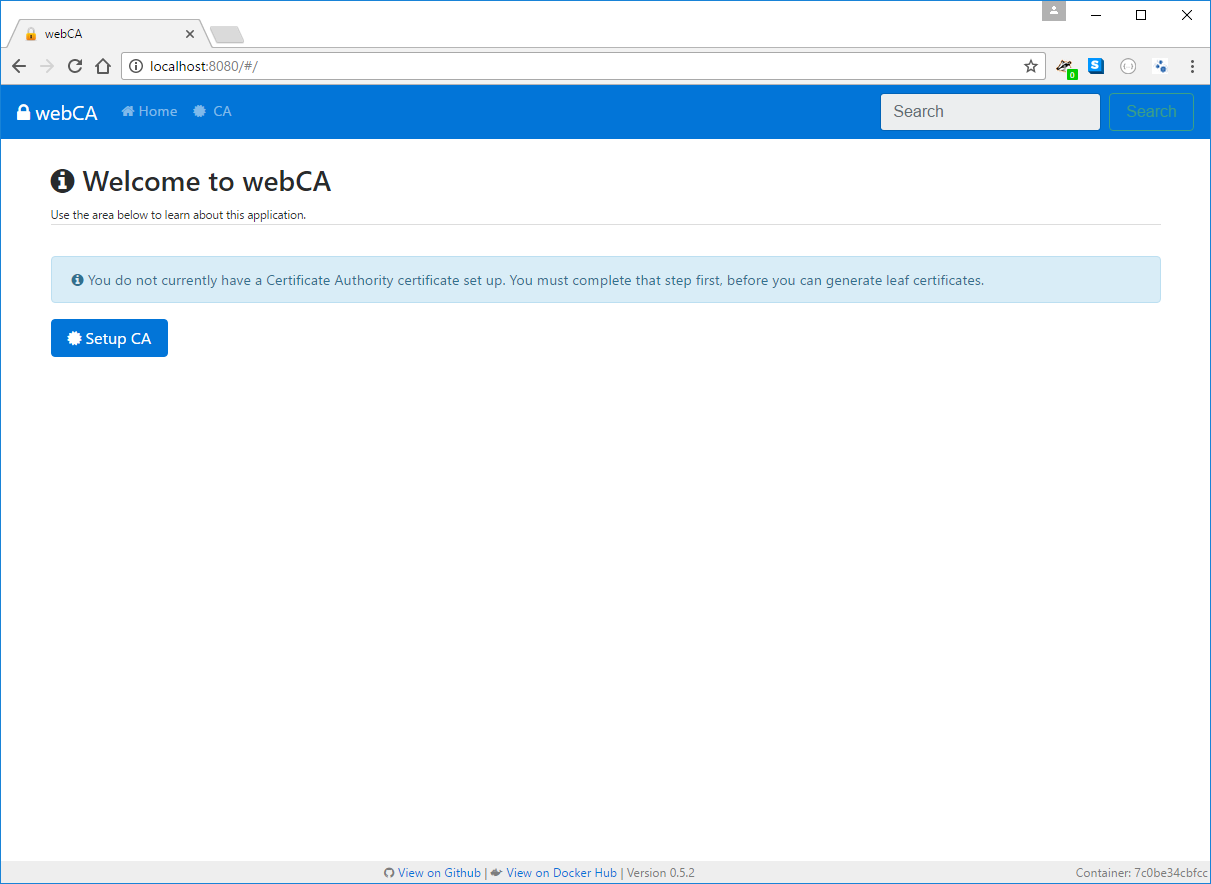 webCA
localhost:8080/#/
0
S
webCA Home CA Search Search
Welcome to webCA
Use the area below to learn about this application.
You do not currently have a Certificate Authority certificate set up. You must complete that step first, before you can generate leaf certificates.
Setup CA
View on Github | View on Docker Hub | Version 0.5.2 Container: 7c0be34cbfcc